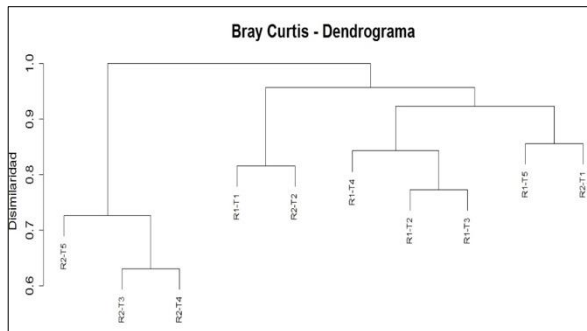 Bray Curtis - Dendrograma
Disimilaridad
1.0
0.9
0.8
0.7
0.6
R2-T5
R2-T3
R2-T4
R1-T1
R2-T2
R1-T4
R1-T2
R1-T3
R1-T5
R2-T1